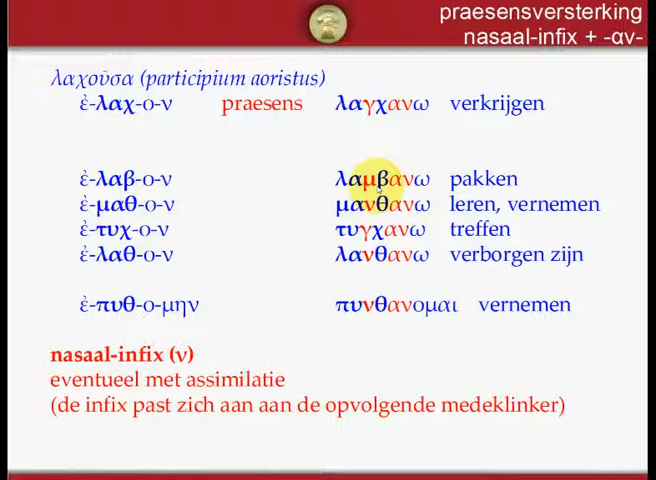 praesensversterking
nasaal-infix + -αν-
λαχοῦσα (participium aoristus)
ἐ-λαχ-ο-ν praesens λαγχανω verkrijgen
ἐ-λαβ-ο-ν λαμβανω pakken
ἐ-μαθ-ο-ν μανθανω leren, vernemen
ἐ-τυχ-ο-ν τυγχανω treffen
ἐ-λαθ-ο-ν λανθανω verborgen zijn
ἐ-πυθ-ο-μην πυνθανομαι vernemen
nasaal-infix (ν)
eventueel met assimilatie
(de infix past zich aan aan de opvolgende medeklinker)